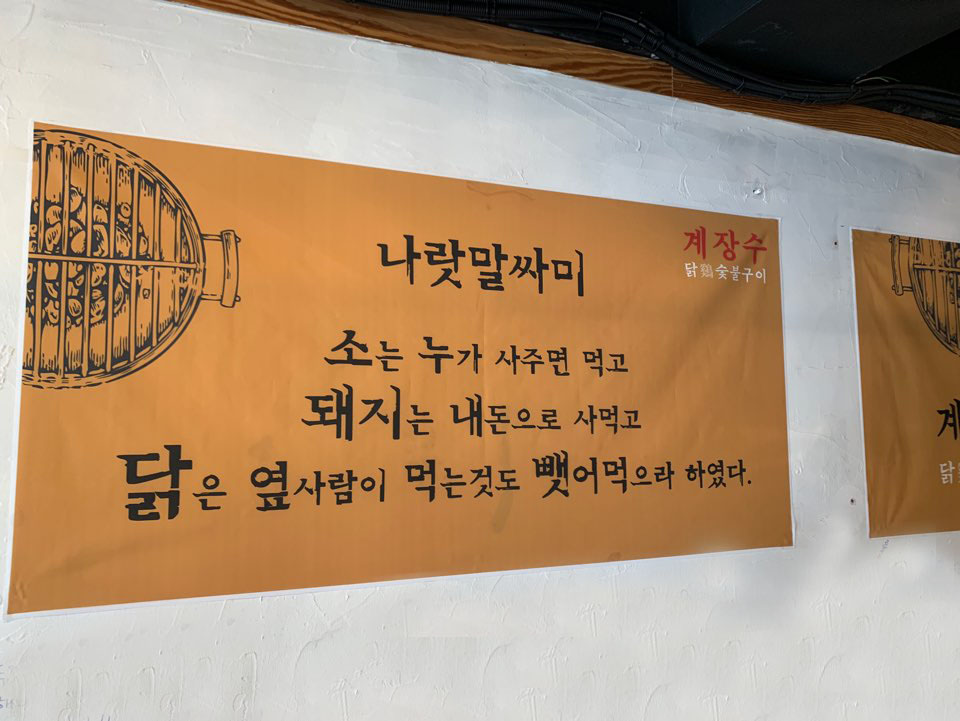 나랏말싸미
계장수
닭鷄숯불구이
소는 누가 사주면 먹고
돼지는 내돈으로 사먹고
닭은 옆사람이 먹는것도 뺏어먹으라 하였다.
계
닭